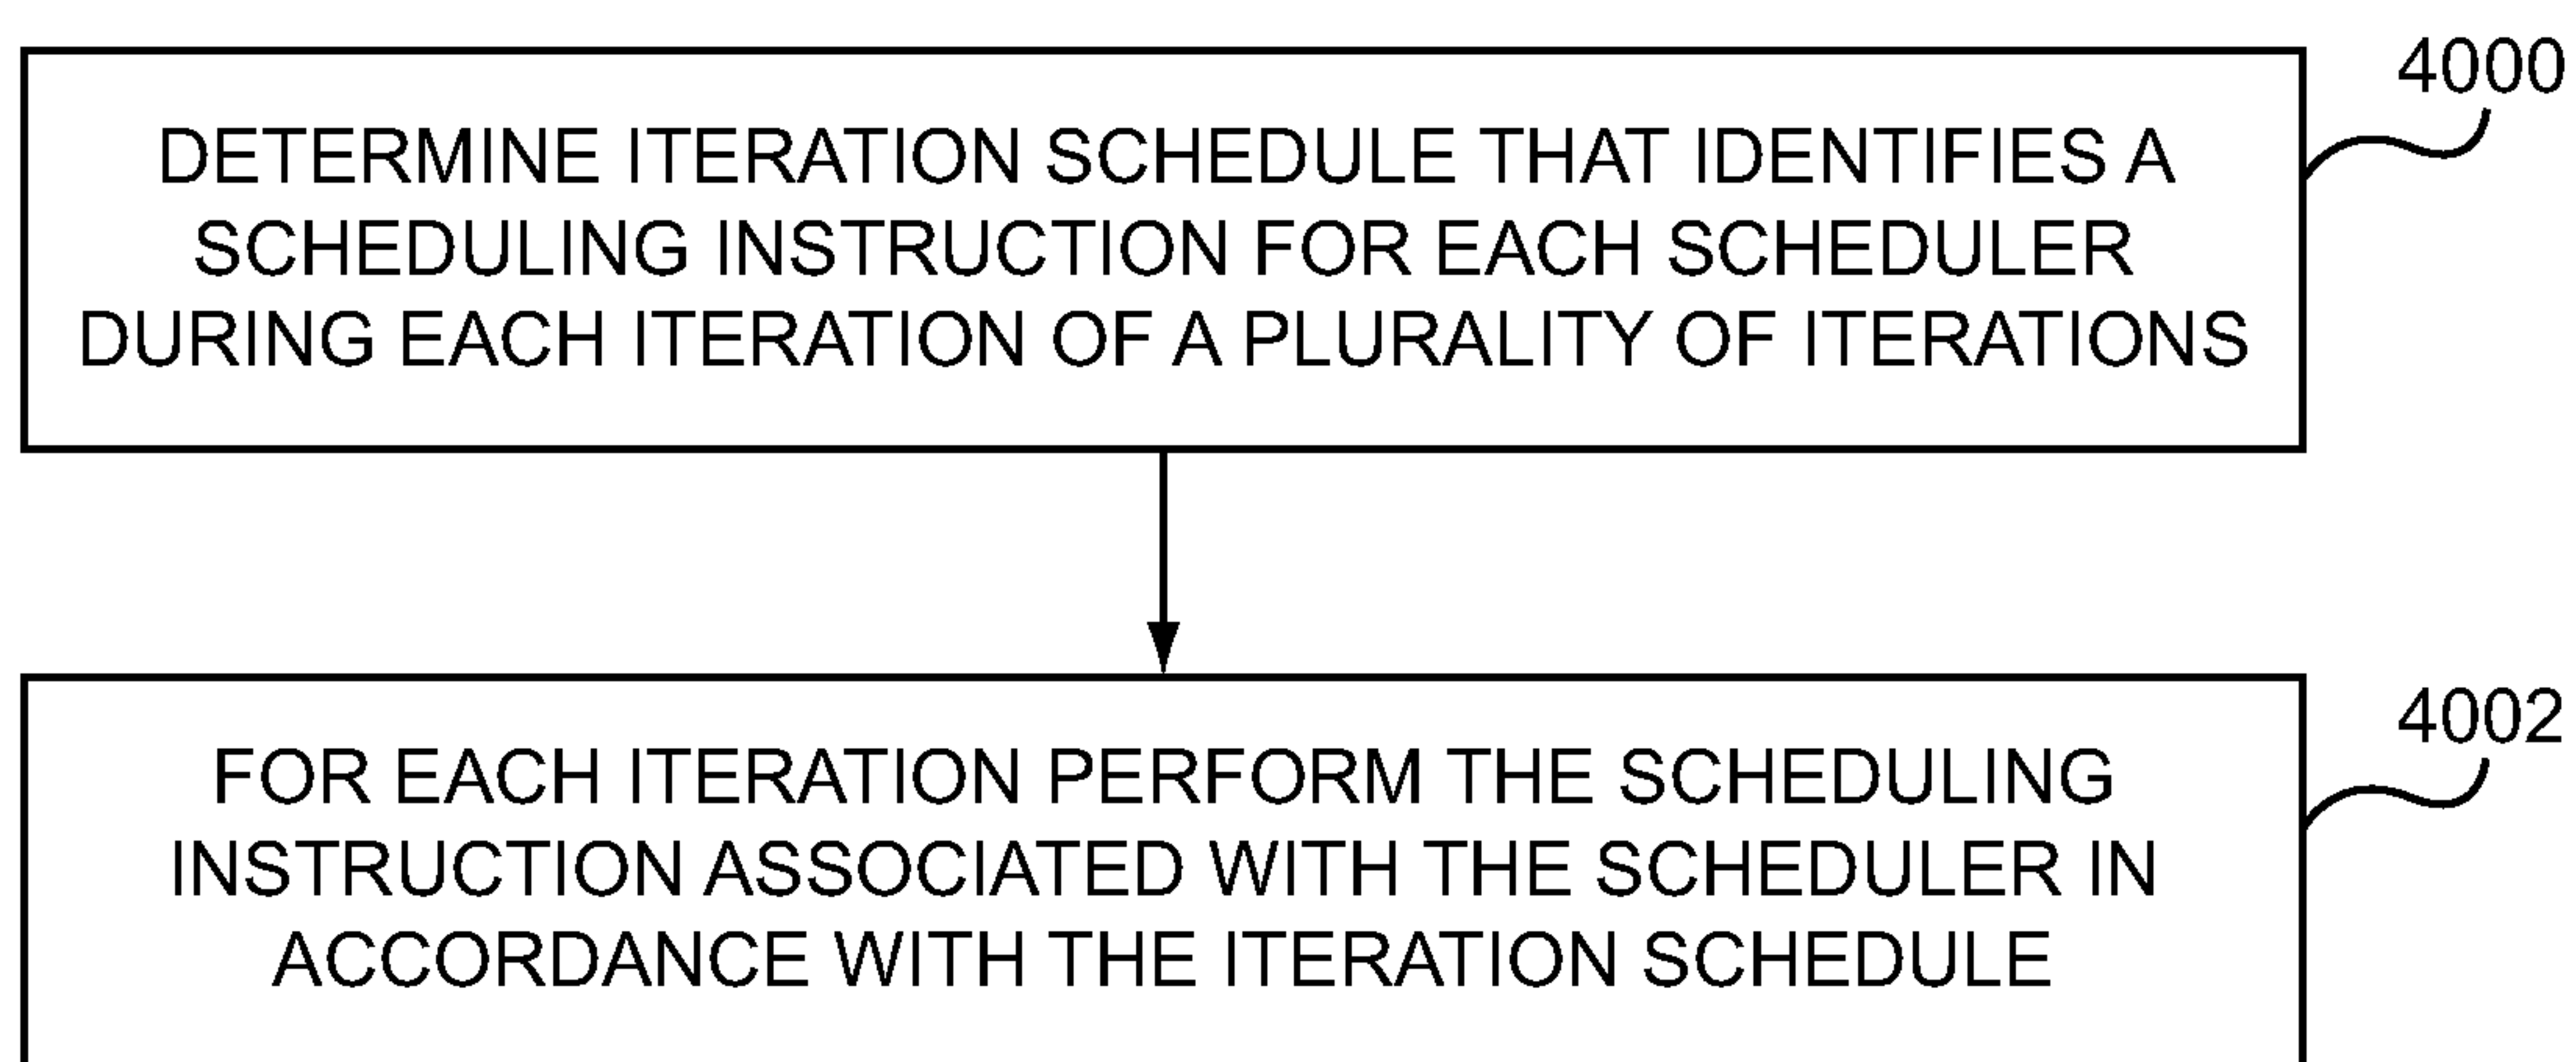 4000
DETERMINE ITERATION SCHEDULE THAT IDENTIFIES A
SCHEDULING INSTRUCTION FOR EACH SCHEDULER
DURING EACH ITERATION OF A PLURALITY OF ITERATIONS
4002
FOR EACH ITERATION PERFORM THE SCHEDULING
INSTRUCTION ASSOCIATED WITH THE SCHEDULER IN
ACCORDANCE WITH THE ITERATION SCHEDULE